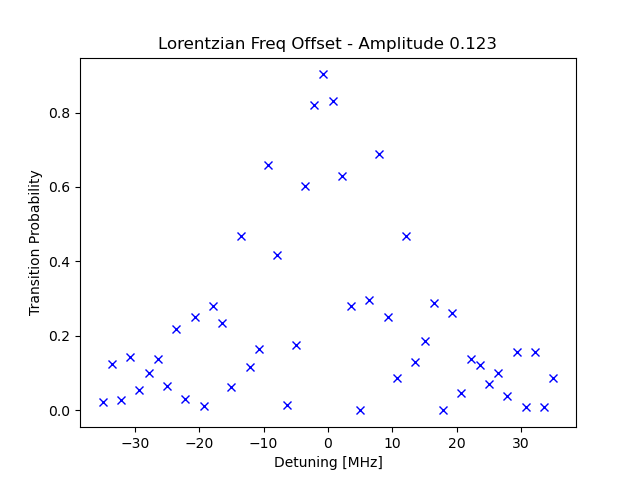 Lorentzian Freq Offset - Amplitude 0.123
Transition Probability
0.8
0.6
0.4
0.2
0.0
−30 −20 −10 0 10 20 30
Detuning [MHz]